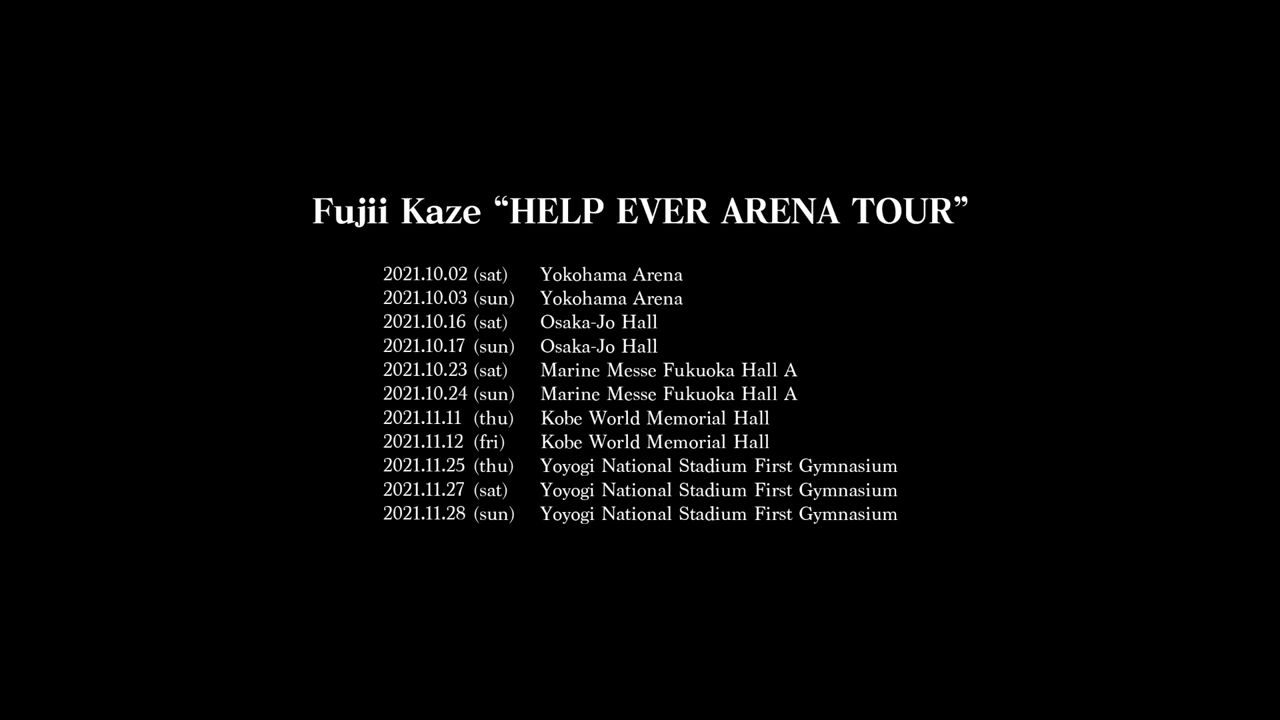 Fujii Kaze “HELP EVER ARENA TOUR”
2021.10.02 (sat) Yokohama Arena
2021.10.03 (sun) Yokohama Arena
2021.10.16 (sat) Osaka-Jo Hall
2021.10.17 (sun) Osaka-Jo Hall
2021.10.23 (sat) Marine Messe Fukuoka Hall A
2021.10.24 (sun) Marine Messe Fukuoka Hall A
2021.11.11 (thu) Kobe World Memorial Hall
2021.11.12 (fri) Kobe World Memorial Hall
2021.11.25 (thu) Yoyogi National Stadium First Gymnasium
2021.11.27 (sat) Yoyogi National Stadium First Gymnasium
2021.11.28 (sun) Yoyogi National Stadium First Gymnasium